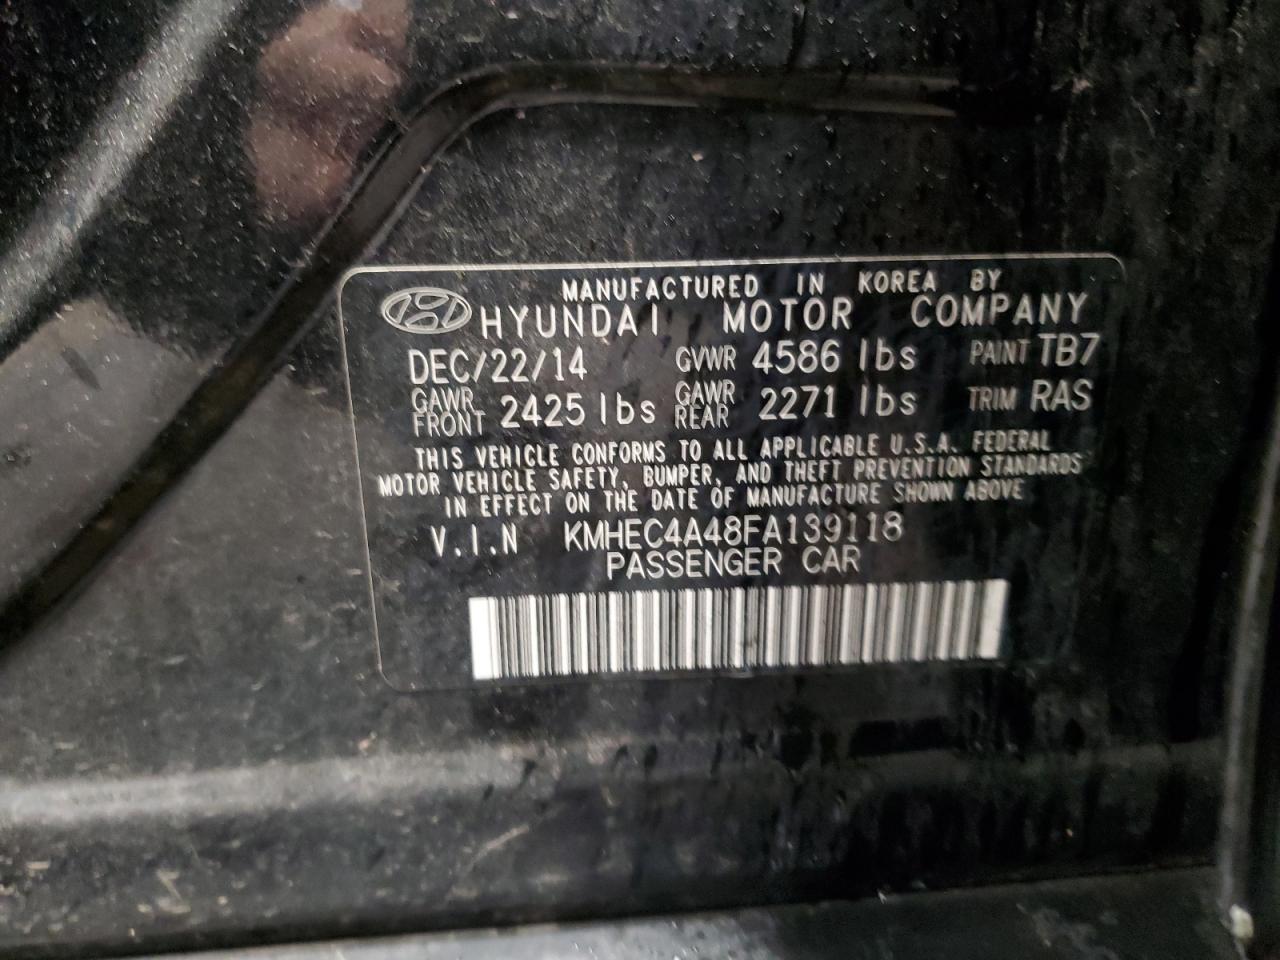 MANUFACTURED IN KOREA BY
HYUNDAI MOTOR COMPANY
DEC/22/14 GVWR 4586 lbs PAINT TB7
GAWR FRONT 2425 lbs GAWR REAR 2271 lbs TRIM RAS
THIS VEHICLE CONFORMS TO ALL APPLICABLE U.S.A. FEDERAL
MOTOR VEHICLE SAFETY, BUMPER, AND THEFT PREVENTION STANDARDS
IN EFFECT ON THE DATE OF MANUFACTURE SHOWN ABOVE
V.I.N KMHEC4A48FA139118
PASSENGER CAR